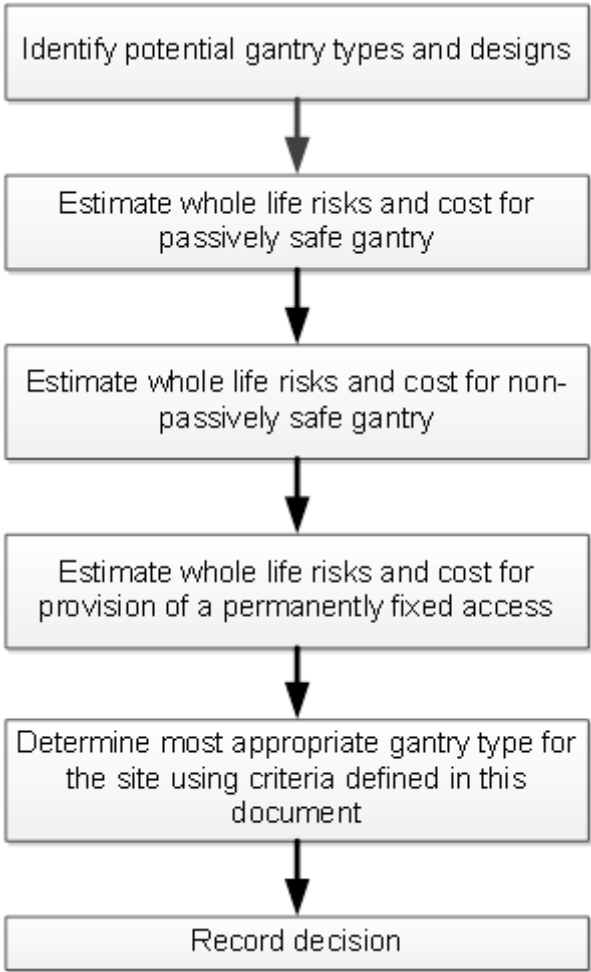 Identify potential gantry types and designs
Estimate whole life risks and cost for
passively safe gantry
Estimate whole life risks and cost for non-
passively safe gantry
Estimate whole life risks and cost for
provision of a permanently fixed access
Determine most appropriate gantry type for
the site using criteria defined in this
document
Record decision